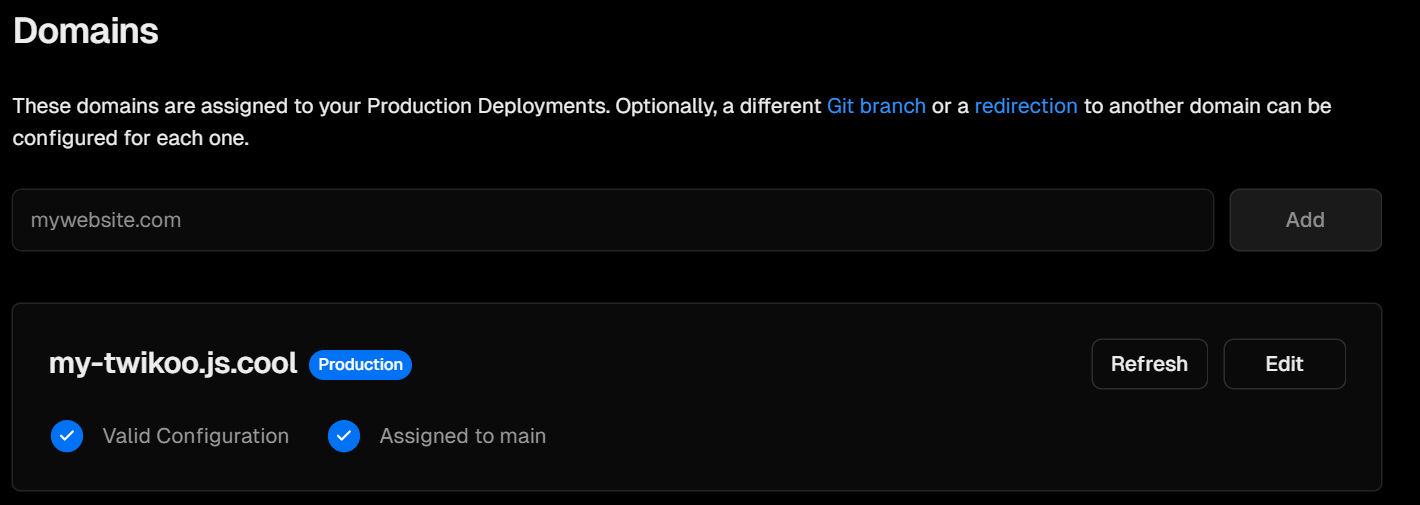 Domains
These domains are assigned to your Production Deployments. Optionally, a different Git branch or a redirection to another domain can be
configured for each one.
mywebsite.com
Add
my-twikoo.js.cool
Production
Refresh
Edit
Valid Configuration
Assigned to main